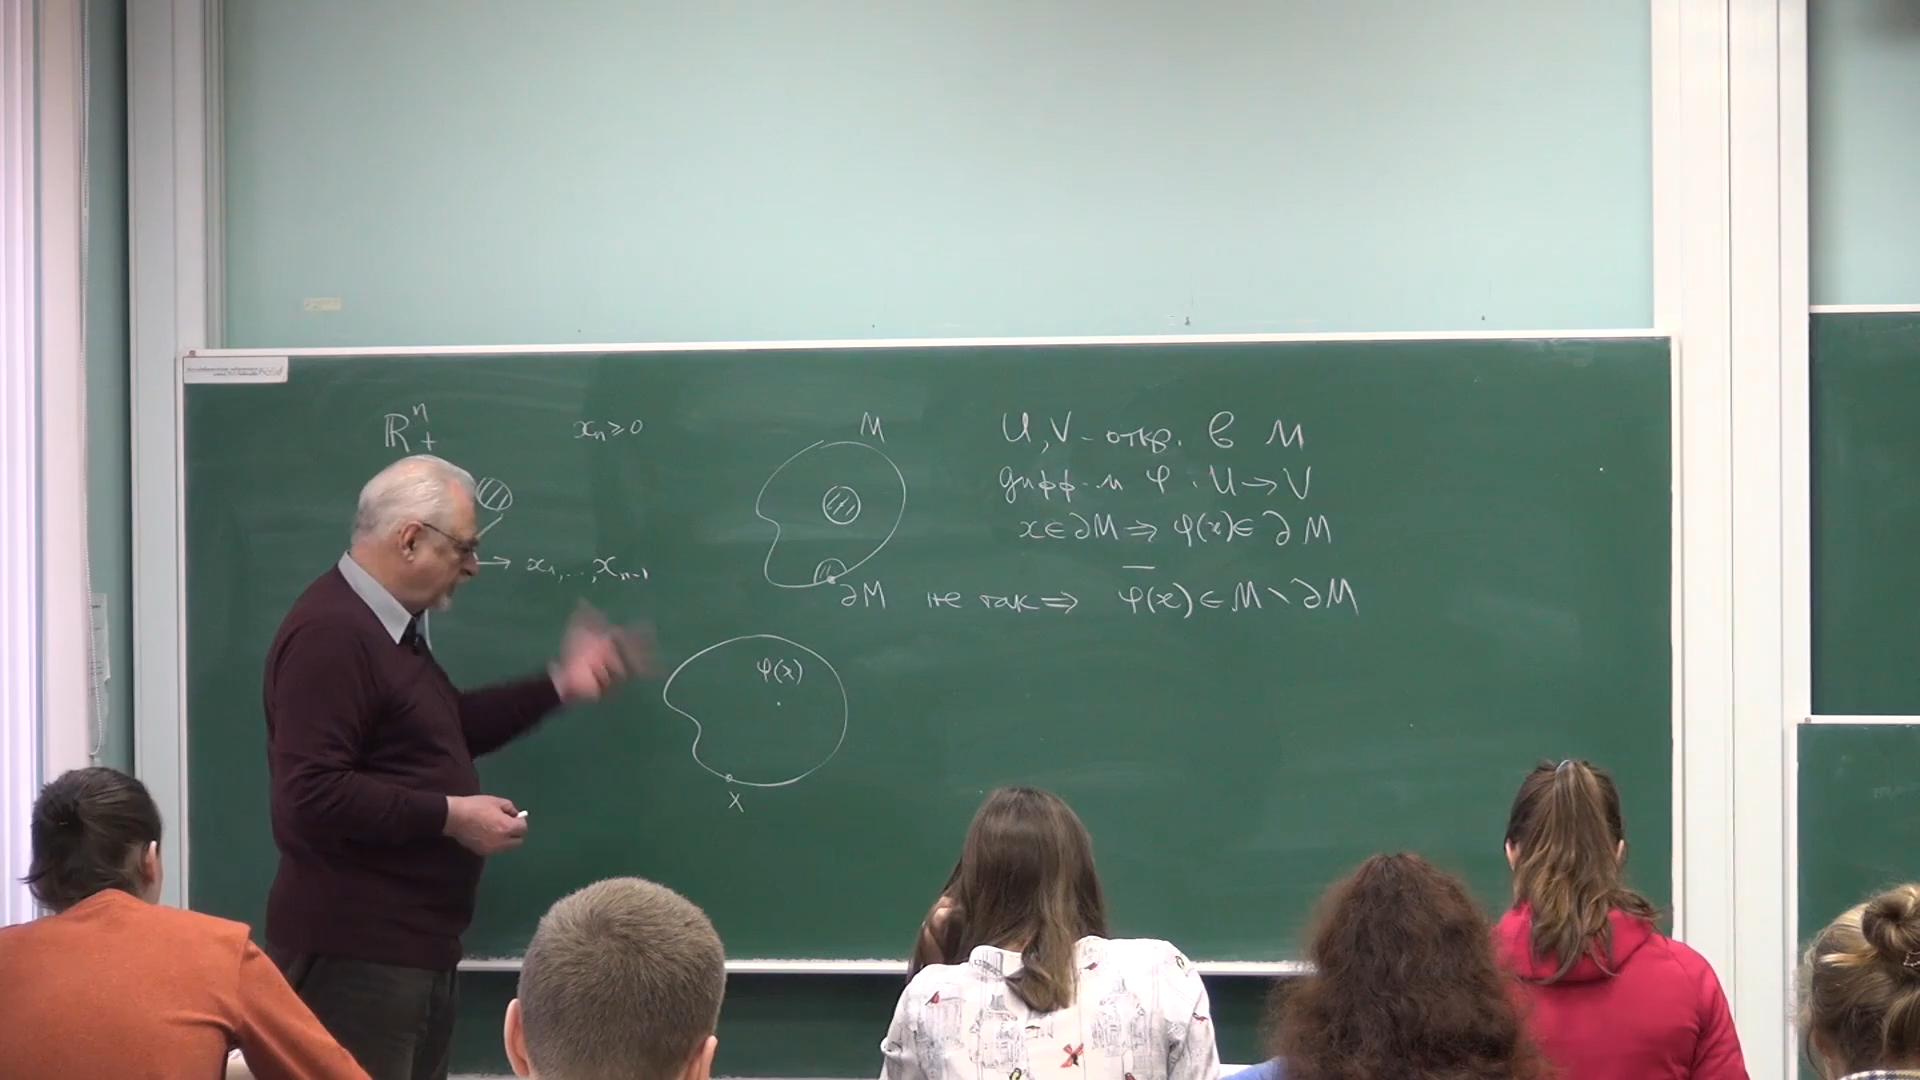 ℝⁿ₊
xₙ ≥ 0
→ x₁, ..., xₙ₋₁
M
∂M
φ(x)
x
U, V - откр. в M
дифф-м φ : U → V
x ∈ ∂M ⇒ φ(x) ∈ ∂M
не так ⇒ φ(x) ∈ M \ ∂M